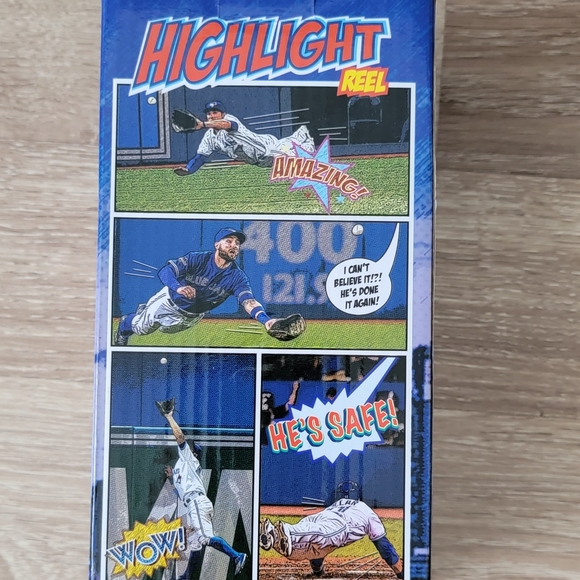 HIGHLIGHT
REEL
AMAZING!
400
121.9
I CAN'T
BELIEVE IT!?!
HE'S DONE
IT AGAIN!
HE'S SAFE!
WOW!